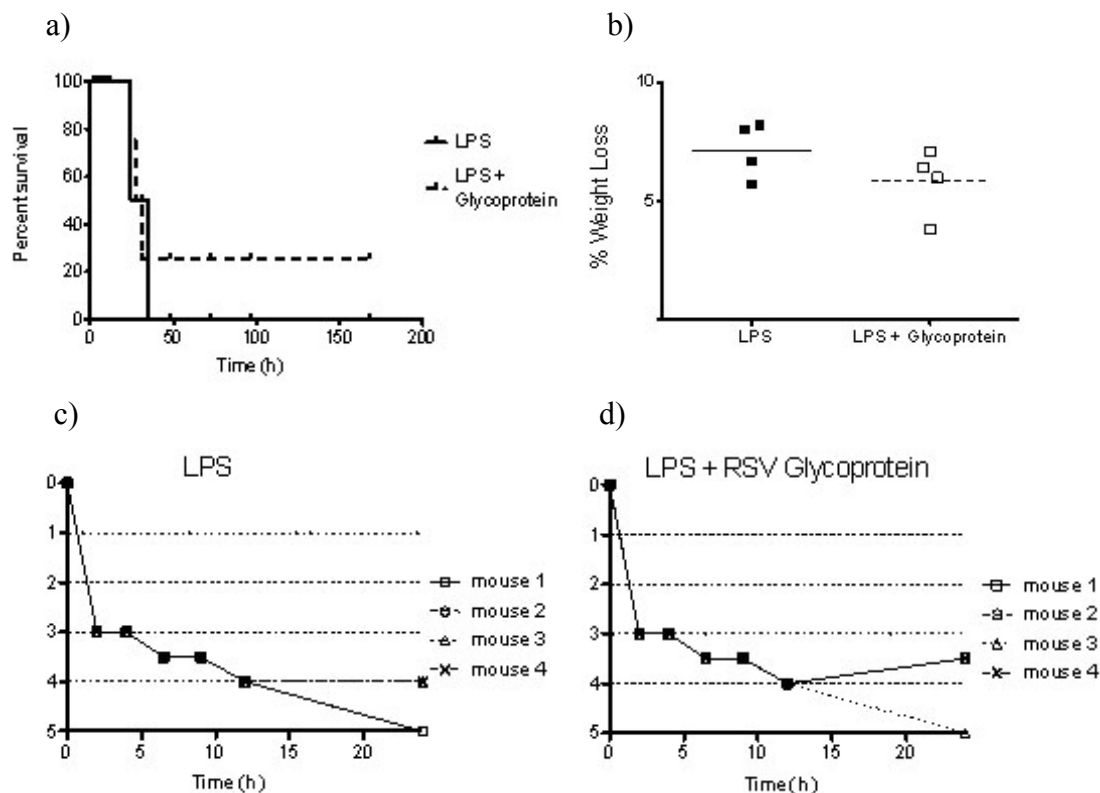 a)
100
80
60
40
20
0
Percent survival
0 50 100 150 200
Time (h)
LPS
LPS +
Glycoprotein
b)
10
5
% Weight Loss
LPS LPS + Glycoprotein
c)
LPS
0
1
2
3
4
5
0 5 10 15 20
Time (h)
mouse 1
mouse 2
mouse 3
mouse 4
d)
LPS + RSV Glycoprotein
0
1
2
3
4
5
0 5 10 15 20
Time (h)
mouse 1
mouse 2
mouse 3
mouse 4